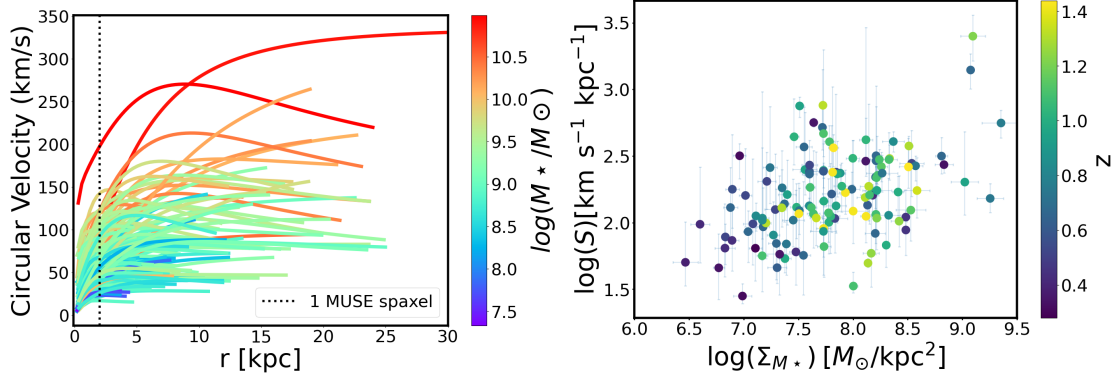 350
300
250
200
150
100
50
0
Circular Velocity (km/s)
0 5 10 15 20 25 30
r [kpc]
1 MUSE spaxel
10.5
10.0
9.5
9.0
8.5
8.0
7.5
log(M⋆/M⊙)
3.5
3.0
2.5
2.0
1.5
log(S)[km s⁻¹ kpc⁻¹]
6.0 6.5 7.0 7.5 8.0 8.5 9.0 9.5
log(Σ_M⋆) [M⊙/kpc²]
1.4
1.2
1.0
0.8
0.6
0.4
z